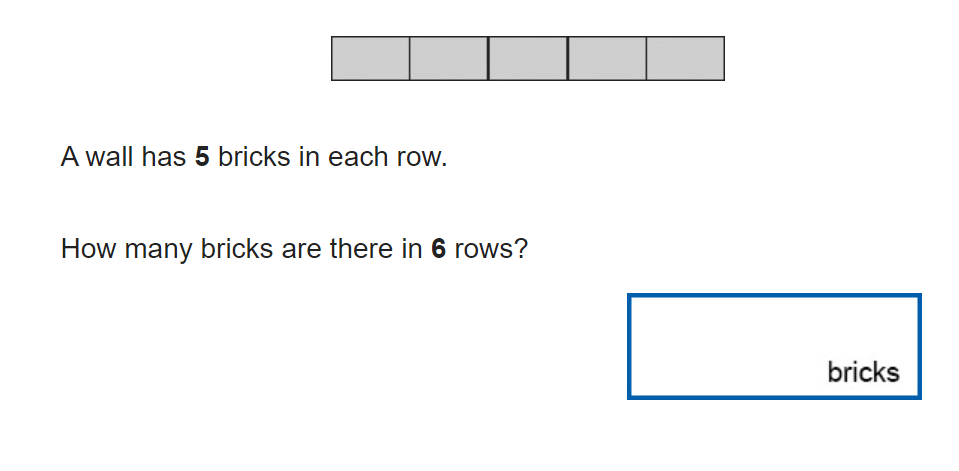 A wall has 5 bricks in each row.
How many bricks are there in 6 rows?
bricks